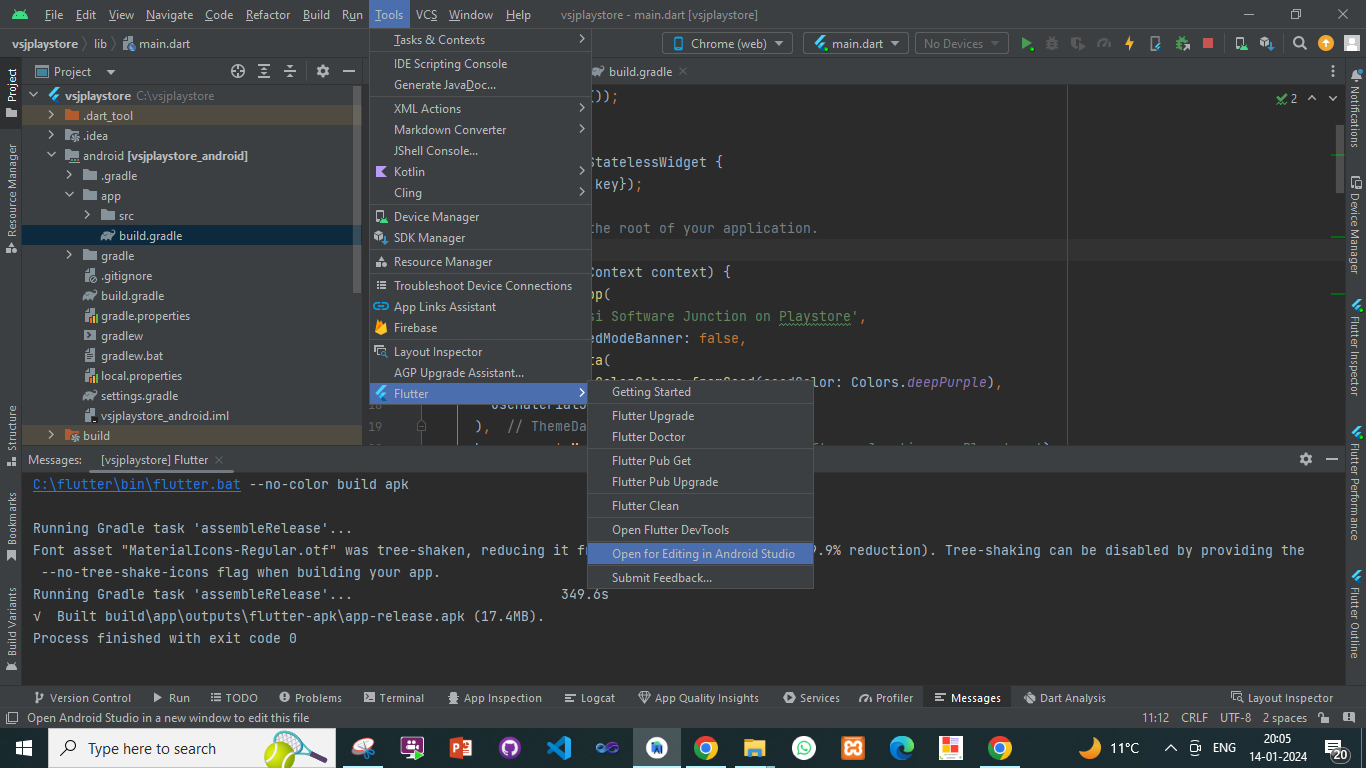 File Edit View Navigate Code Refactor Build Run Tools VCS Window Help vsjplaystore - main.dart [vsjplaystore]
vsjplaystore lib main.dart Chrome (web) main.dart No Devices
Project build.gradle
vsjplaystore C:\vsjplaystore
.dart_tool
.idea
android [vsjplaystore_android]
.gradle
app
src
build.gradle
gradle
.gitignore
build.gradle
gradle.properties
gradlew
gradlew.bat
local.properties
settings.gradle
vsjplaystore_android.iml
build
Project
Resource Manager
Structure
Bookmarks
Build Variants
Tasks & Contexts
IDE Scripting Console
Generate JavaDoc...
XML Actions
Markdown Converter
JShell Console...
Kotlin
Cling
Device Manager
SDK Manager
Resource Manager
Troubleshoot Device Connections
App Links Assistant
Firebase
Layout Inspector
AGP Upgrade Assistant...
Flutter
Getting Started
Flutter Upgrade
Flutter Doctor
Flutter Pub Get
Flutter Pub Upgrade
Flutter Clean
Open Flutter DevTools
Open for Editing in Android Studio
Submit Feedback...
());
2
StatelessWidget {
key});
the root of your application.
Context context) {
pp(
si Software Junction on Playstore',
edModeBanner: false,
ta(
Colors.deepPurple),
19 ), // ThemeDa
Notifications
Device Manager
Flutter Inspector
Flutter Performance
Flutter Outline
Messages: [vsjplaystore] Flutter
C:\flutter\bin\flutter.bat --no-color build apk
Running Gradle task 'assembleRelease'...
Font asset "MaterialIcons-Regular.otf" was tree-shaken, reducing it 9.9% reduction). Tree-shaking can be disabled by providing the
--no-tree-shake-icons flag when building your app.
Running Gradle task 'assembleRelease'... 349.6s
√ Built build\app\outputs\flutter-apk\app-release.apk (17.4MB).
Process finished with exit code 0
Version Control Run TODO Problems Terminal App Inspection Logcat App Quality Insights Services Profiler Messages Dart Analysis Layout Inspector
Open Android Studio in a new window to edit this file 11:12 CRLF UTF-8 2 spaces
Type here to search 11°C ENG 20:05
14-01-2024 20